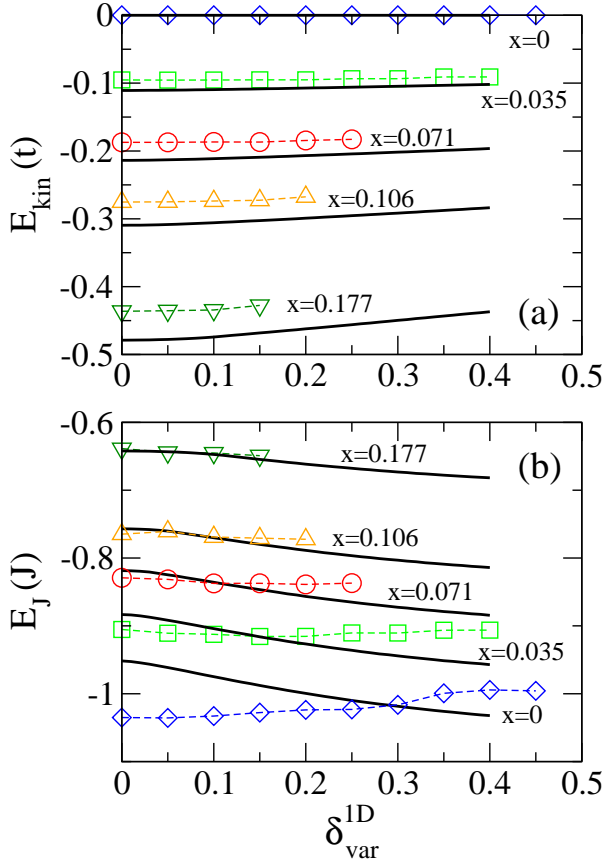 0
x=0
-0.1
x=0.035
x=0.071
-0.2
E_kin (t)
x=0.106
-0.3
-0.4
x=0.177
(a)
-0.5
0 0.1 0.2 0.3 0.4 0.5
-0.6
x=0.177
(b)
x=0.106
-0.8
E_J (J)
x=0.071
x=0.035
-1
x=0
0 0.1 0.2 0.3 0.4 0.5
δ_var^1D